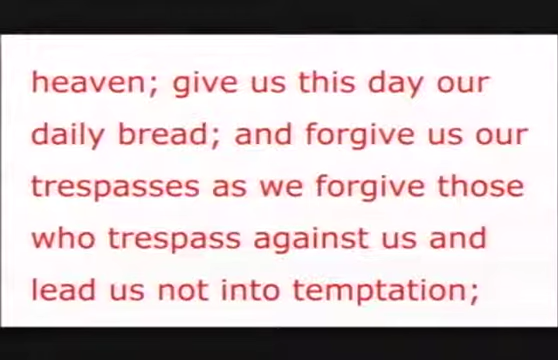 heaven; give us this day our
daily bread; and forgive us our
trespasses as we forgive those
who trespass against us and
lead us not into temptation;